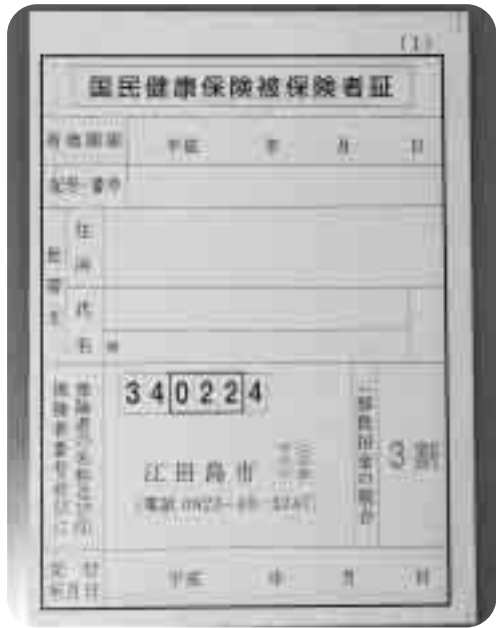 (1)
国民健康保険被保険者証
有効期限 平成 年 月 日
記号・番号
世帯主
住所
氏名
保険者の名称及び印
保険者番号並びに
340224
江田島市
一部負担金の割合
3割
交付年月日 平成 年 月 日